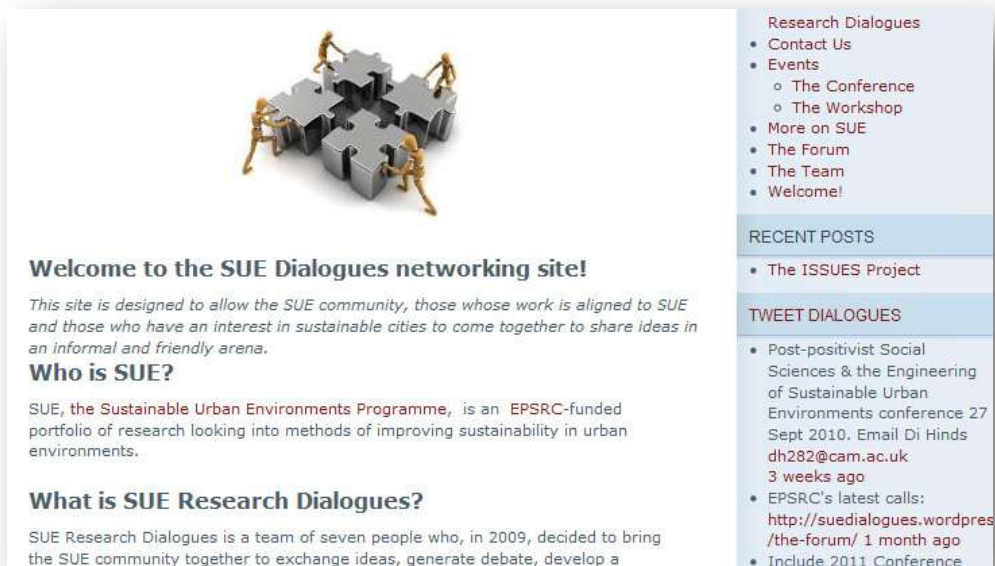 Welcome to the SUE Dialogues networking site!
This site is designed to allow the SUE community, those whose work is aligned to SUE
and those who have an interest in sustainable cities to come together to share ideas in
an informal and friendly arena.
Who is SUE?
SUE, the Sustainable Urban Environments Programme, is an EPSRC-funded
portfolio of research looking into methods of improving sustainability in urban
environments.
What is SUE Research Dialogues?
SUE Research Dialogues is a team of seven people who, in 2009, decided to bring
the SUE community together to exchange ideas, generate debate, develop a
Research Dialogues
Contact Us
Events
The Conference
The Workshop
More on SUE
The Forum
The Team
Welcome!
RECENT POSTS
The ISSUES Project
TWEET DIALOGUES
Post-positivist Social
Sciences & the Engineering
of Sustainable Urban
Environments conference 27
Sept 2010. Email Di Hinds
dh282@cam.ac.uk
3 weeks ago
EPSRC's latest calls:
http://suedialogues.wordpres
/the-forum/ 1 month ago
Include 2011 Conference